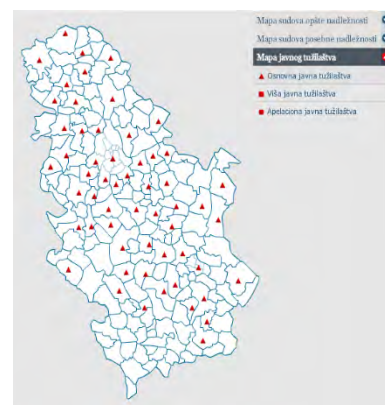 Mapa sudova opšte nadležnosti
Mapa sudova posebne nadležnosti
Mapa javnog tužilaštva
Osnovna javna tužilaštva
Viša javna tužilaštva
Apelaciona javna tužilaštva